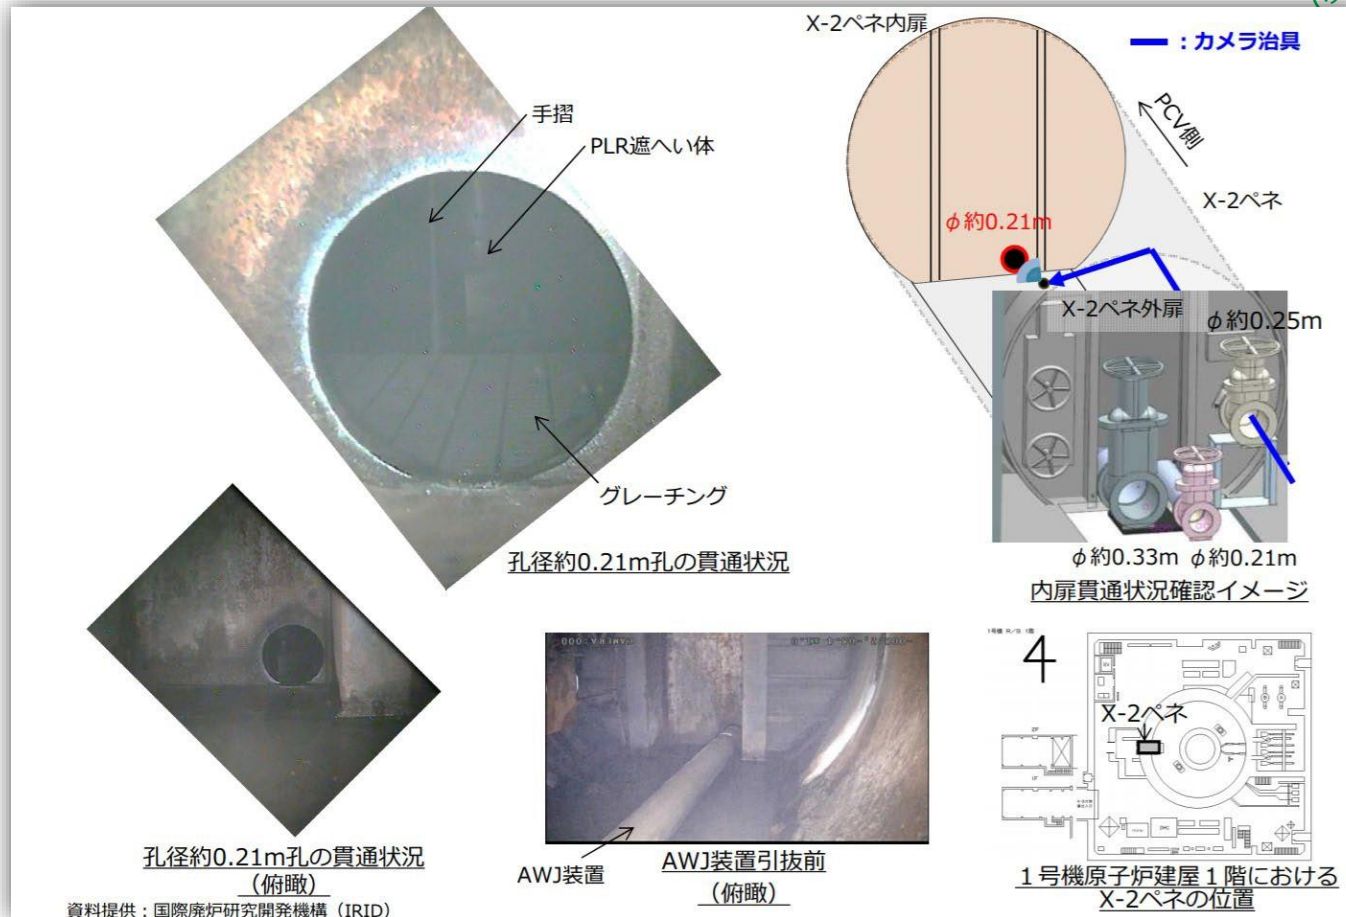 X-2ペネ内扉
:カメラ治具
手摺
PLR遮へい体
PCV側
X-2ペネ
φ約0.21m
X-2ペネ外扉
φ約0.25m
グレーチング
孔径約0.21m孔の貫通状況
φ約0.33m φ約0.21m
内扉貫通状況確認イメージ
X-2ペネ
孔径約0.21m孔の貫通状況
(俯瞰)
AWJ装置
AWJ装置引抜前
(俯瞰)
1号機原子炉建屋1階における
X-2ペネの位置
資料提供:国際廃炉研究開発機構(IRID)